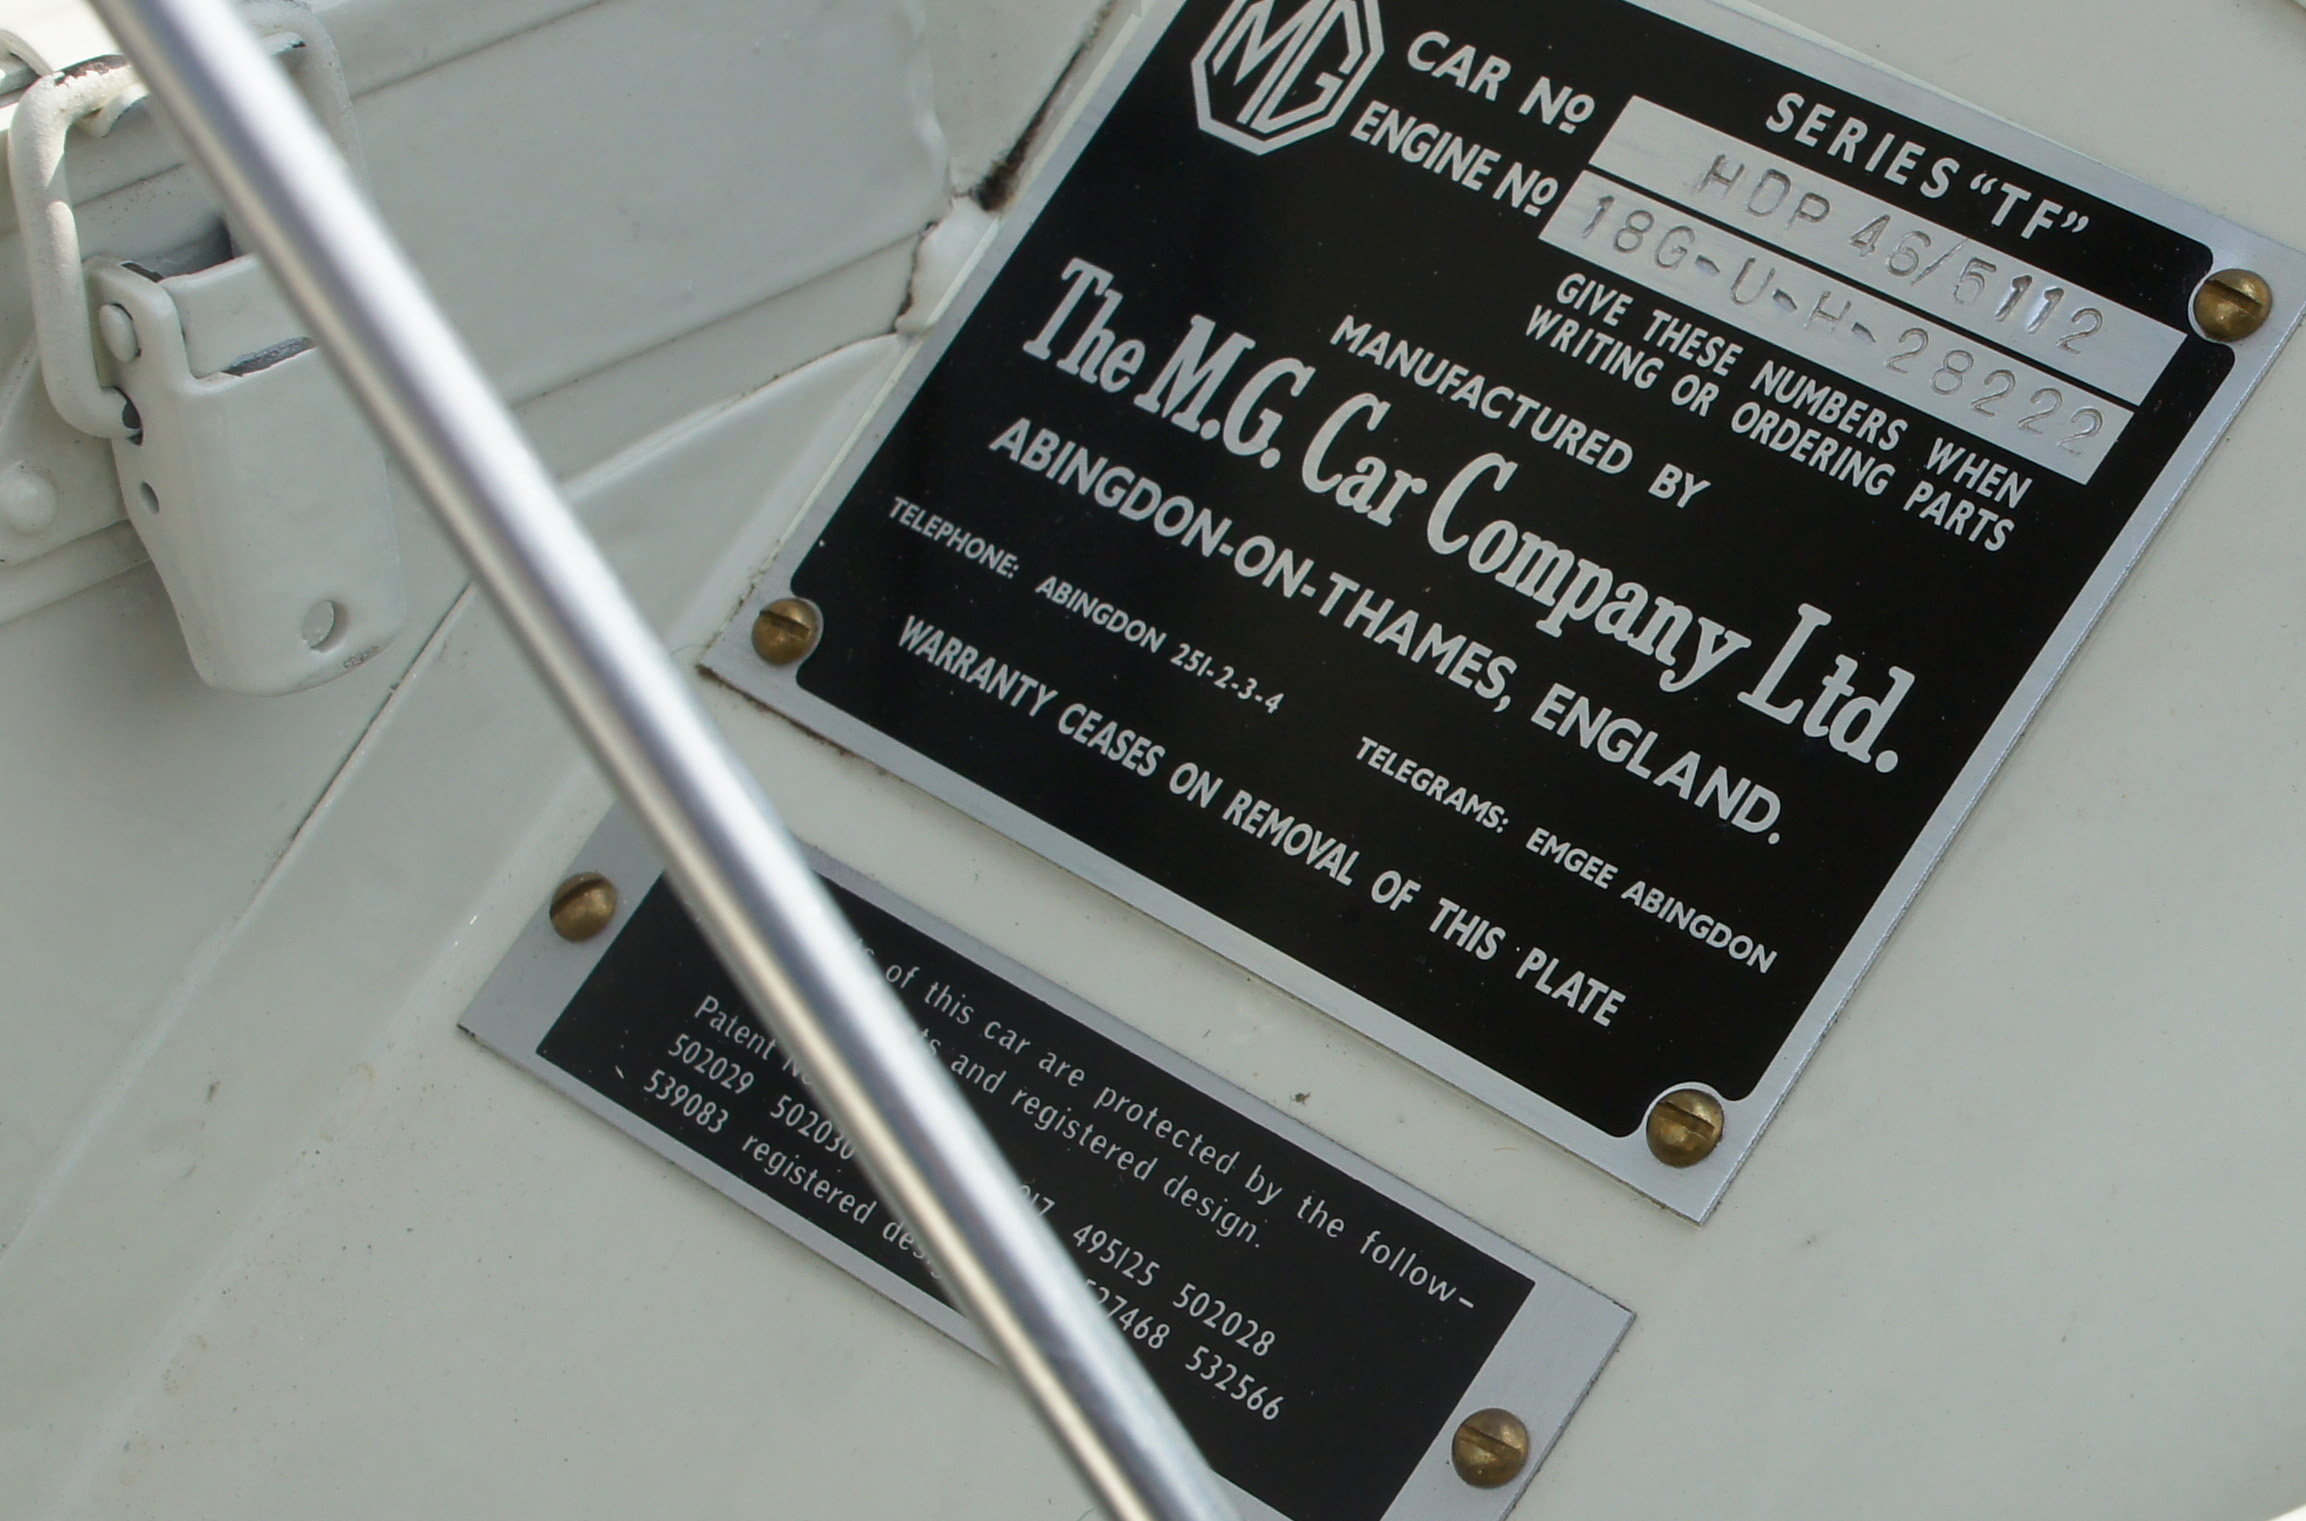 MG
SERIES "TF"
CAR No HDP 46/5112
ENGINE No 18G-U-H-28222
GIVE THESE NUMBERS WHEN
WRITING OR ORDERING PARTS
MANUFACTURED BY
The M.G. Car Company Ltd.
ABINGDON-ON-THAMES, ENGLAND.
TELEPHONE: ABINGDON 251-2-3-4 TELEGRAMS: EMGEE ABINGDON
WARRANTY CEASES ON REMOVAL OF THIS PLATE
of this car are protected by the follow-
and registered design.
Patent 495125 502028
502029 502030 532566
539083 registered